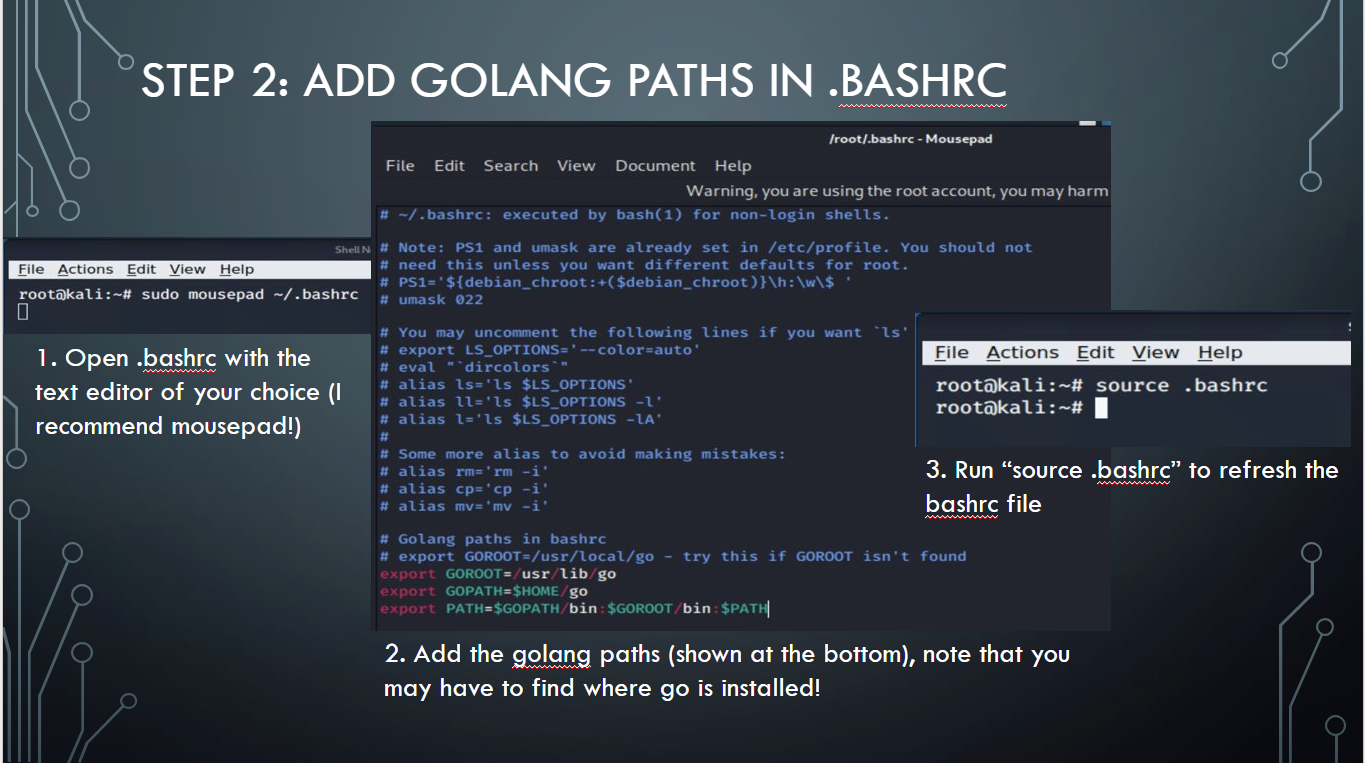 STEP 2: ADD GOLANG PATHS IN .BASHRC
Shell N
File Actions Edit View Help
root@kali:~# sudo mousepad ~/.bashrc
1. Open .bashrc with the
text editor of your choice (I
recommend mousepad!)
/root/.bashrc - Mousepad
File Edit Search View Document Help
Warning, you are using the root account, you may harm
# ~/.bashrc: executed by bash(1) for non-login shells.
# Note: PS1 and umask are already set in /etc/profile. You should not
# need this unless you want different defaults for root.
# PS1='${debian_chroot:+($debian_chroot)}\h:\w\$ '
# umask 022
# You may uncomment the following lines if you want `ls'
# export LS_OPTIONS='--color=auto'
# eval "`dircolors`"
# alias ls='ls $LS_OPTIONS'
# alias ll='ls $LS_OPTIONS -l'
# alias l='ls $LS_OPTIONS -lA'
#
# Some more alias to avoid making mistakes:
# alias rm='rm -i'
# alias cp='cp -i'
# alias mv='mv -i'
# Golang paths in bashrc
# export GOROOT=/usr/local/go - try this if GOROOT isn't found
export GOROOT=/usr/lib/go
export GOPATH=$HOME/go
export PATH=$GOPATH/bin:$GOROOT/bin:$PATH
2. Add the golang paths (shown at the bottom), note that you
may have to find where go is installed!
File Actions Edit View Help
root@kali:~# source .bashrc
root@kali:~#
3. Run “source .bashrc” to refresh the
bashrc file